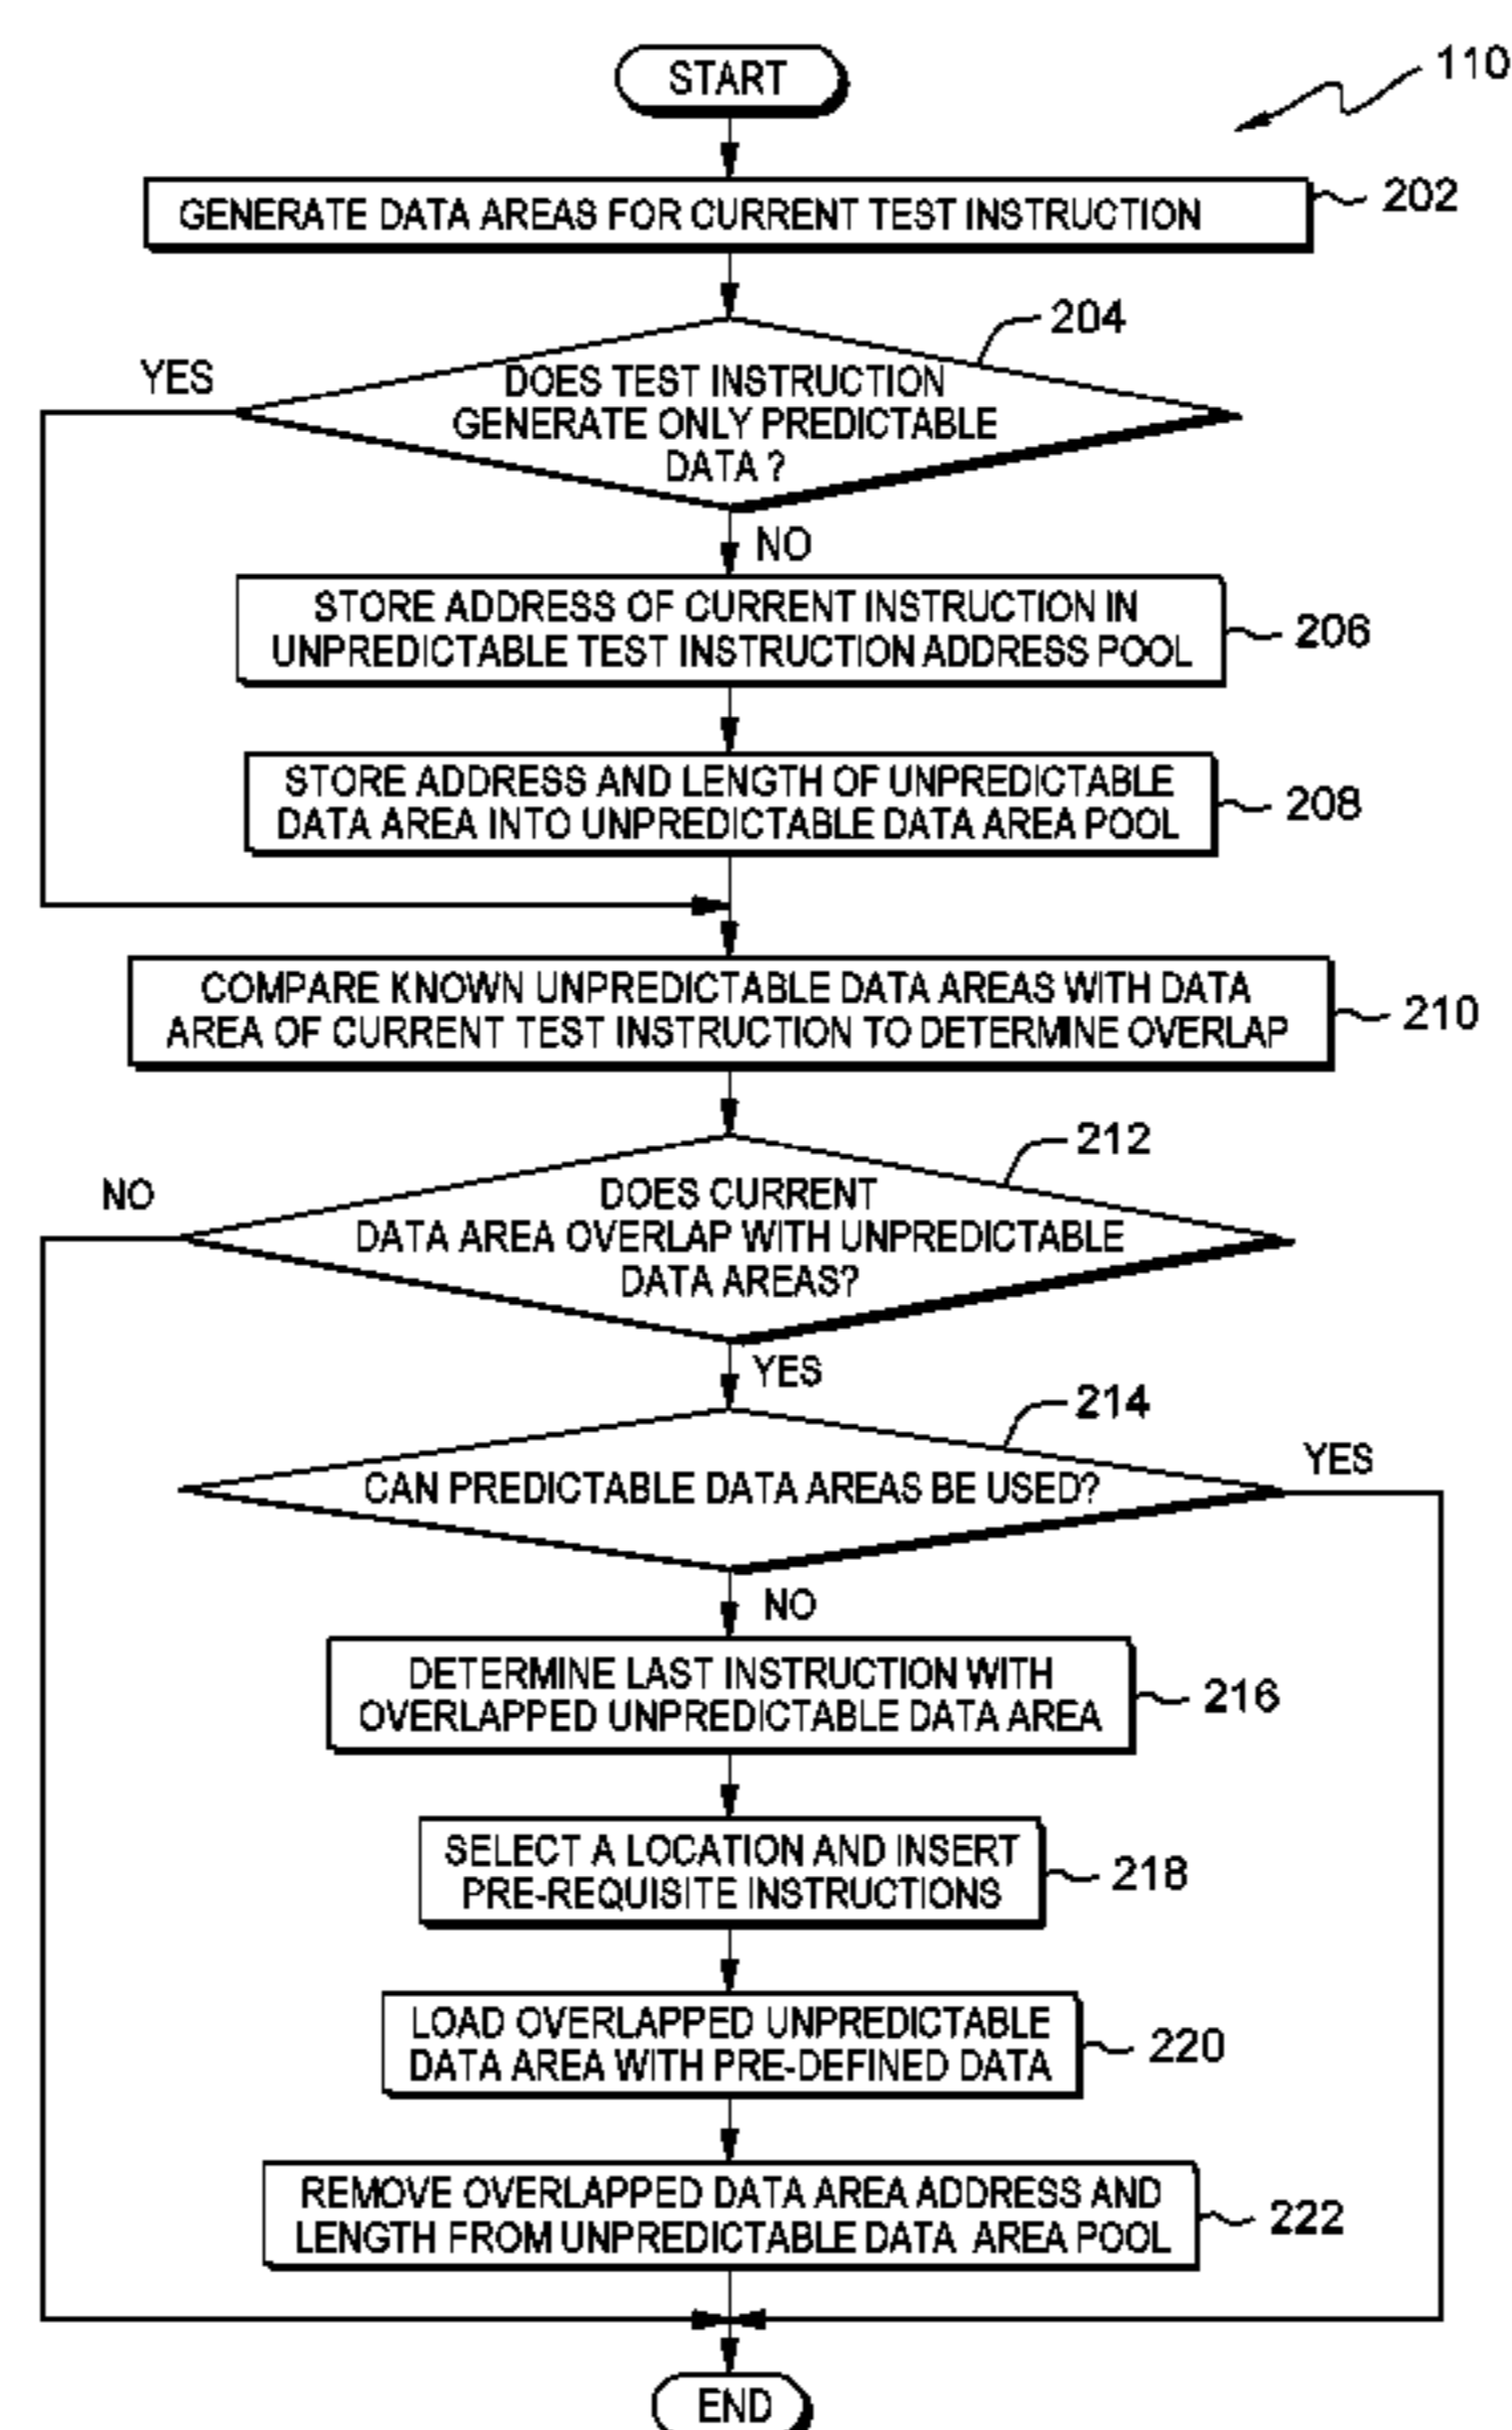 START
110
GENERATE DATA AREAS FOR CURRENT TEST INSTRUCTION
202
204
YES
DOES TEST INSTRUCTION
GENERATE ONLY PREDICTABLE
DATA ?
NO
STORE ADDRESS OF CURRENT INSTRUCTION IN
UNPREDICTABLE TEST INSTRUCTION ADDRESS POOL
206
STORE ADDRESS AND LENGTH OF UNPREDICTABLE
DATA AREA INTO UNPREDICTABLE DATA AREA POOL
208
COMPARE KNOWN UNPREDICTABLE DATA AREAS WITH DATA
AREA OF CURRENT TEST INSTRUCTION TO DETERMINE OVERLAP
210
212
NO
DOES CURRENT
DATA AREA OVERLAP WITH UNPREDICTABLE
DATA AREAS?
YES
214
YES
CAN PREDICTABLE DATA AREAS BE USED?
NO
DETERMINE LAST INSTRUCTION WITH
OVERLAPPED UNPREDICTABLE DATA AREA
216
SELECT A LOCATION AND INSERT
PRE-REQUISITE INSTRUCTIONS
218
LOAD OVERLAPPED UNPREDICTABLE
DATA AREA WITH PRE-DEFINED DATA
220
REMOVE OVERLAPPED DATA AREA ADDRESS AND
LENGTH FROM UNPREDICTABLE DATA AREA POOL
222
END